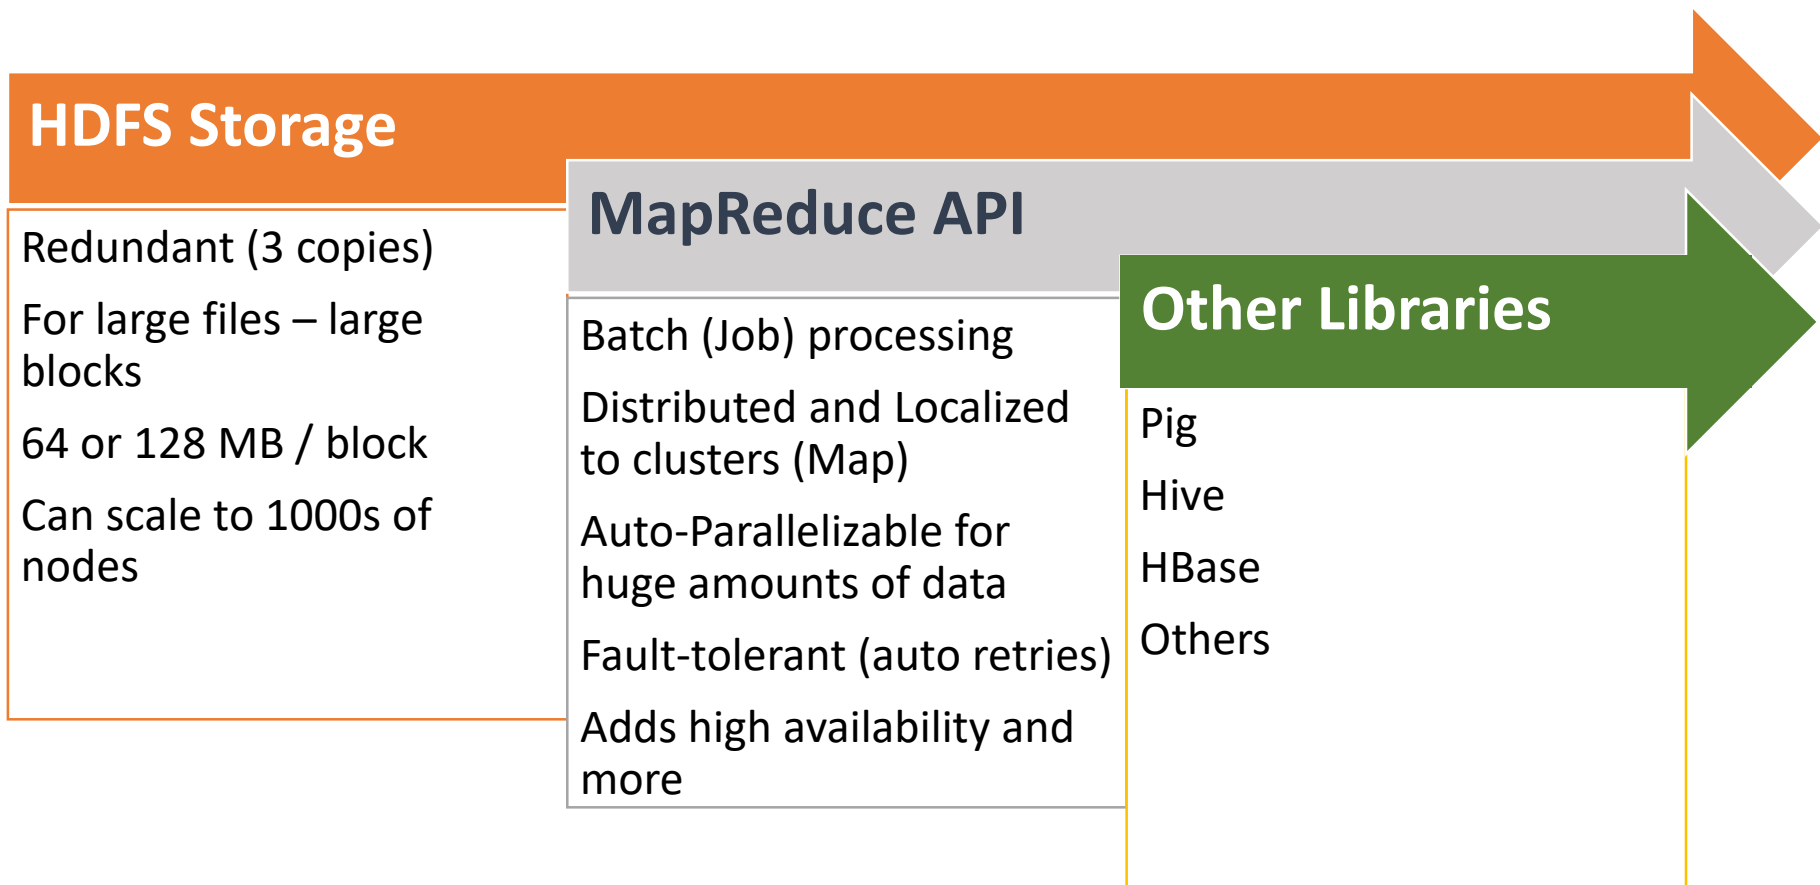 HDFS Storage
Redundant (3 copies)
For large files – large
blocks
64 or 128 MB / block
Can scale to 1000s of
nodes
MapReduce API
Batch (Job) processing
Distributed and Localized
to clusters (Map)
Auto-Parallelizable for
huge amounts of data
Fault-tolerant (auto retries)
Adds high availability and
more
Other Libraries
Pig
Hive
HBase
Others